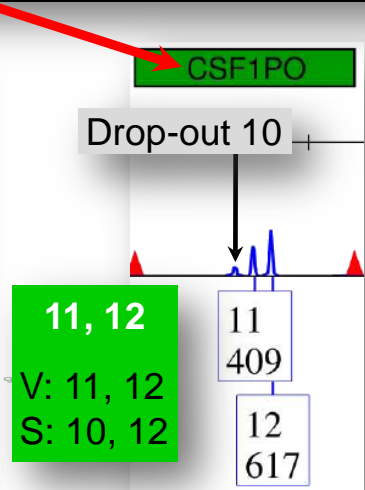 CSF1PO
Drop-out 10
11, 12
V: 11, 12
S: 10, 12
11
409
12
617